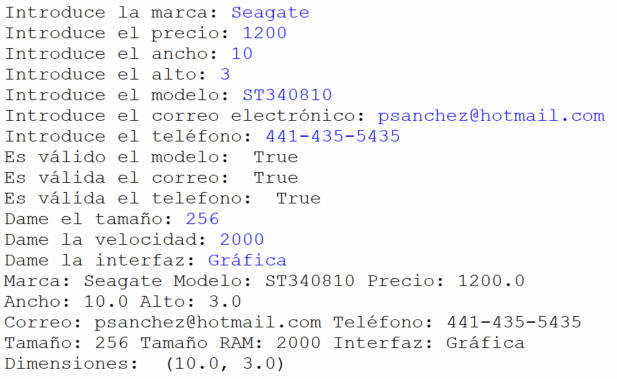 Introduce la marca: Seagate
Introduce el precio: 1200
Introduce el ancho: 10
Introduce el alto: 3
Introduce el modelo: ST340810
Introduce el correo electrónico: psanchez@hotmail.com
Introduce el teléfono: 441-435-5435
Es válido el modelo:  True
Es válida el correo:  True
Es válida el telefono:  True
Dame el tamaño: 256
Dame la velocidad: 2000
Dame la interfaz: Gráfica
Marca: Seagate Modelo: ST340810 Precio: 1200.0
Ancho: 10.0 Alto: 3.0
Correo: psanchez@hotmail.com Teléfono: 441-435-5435
Tamaño: 256 Tamaño RAM: 2000 Interfaz: Gráfica
Dimensiones:  (10.0, 3.0)